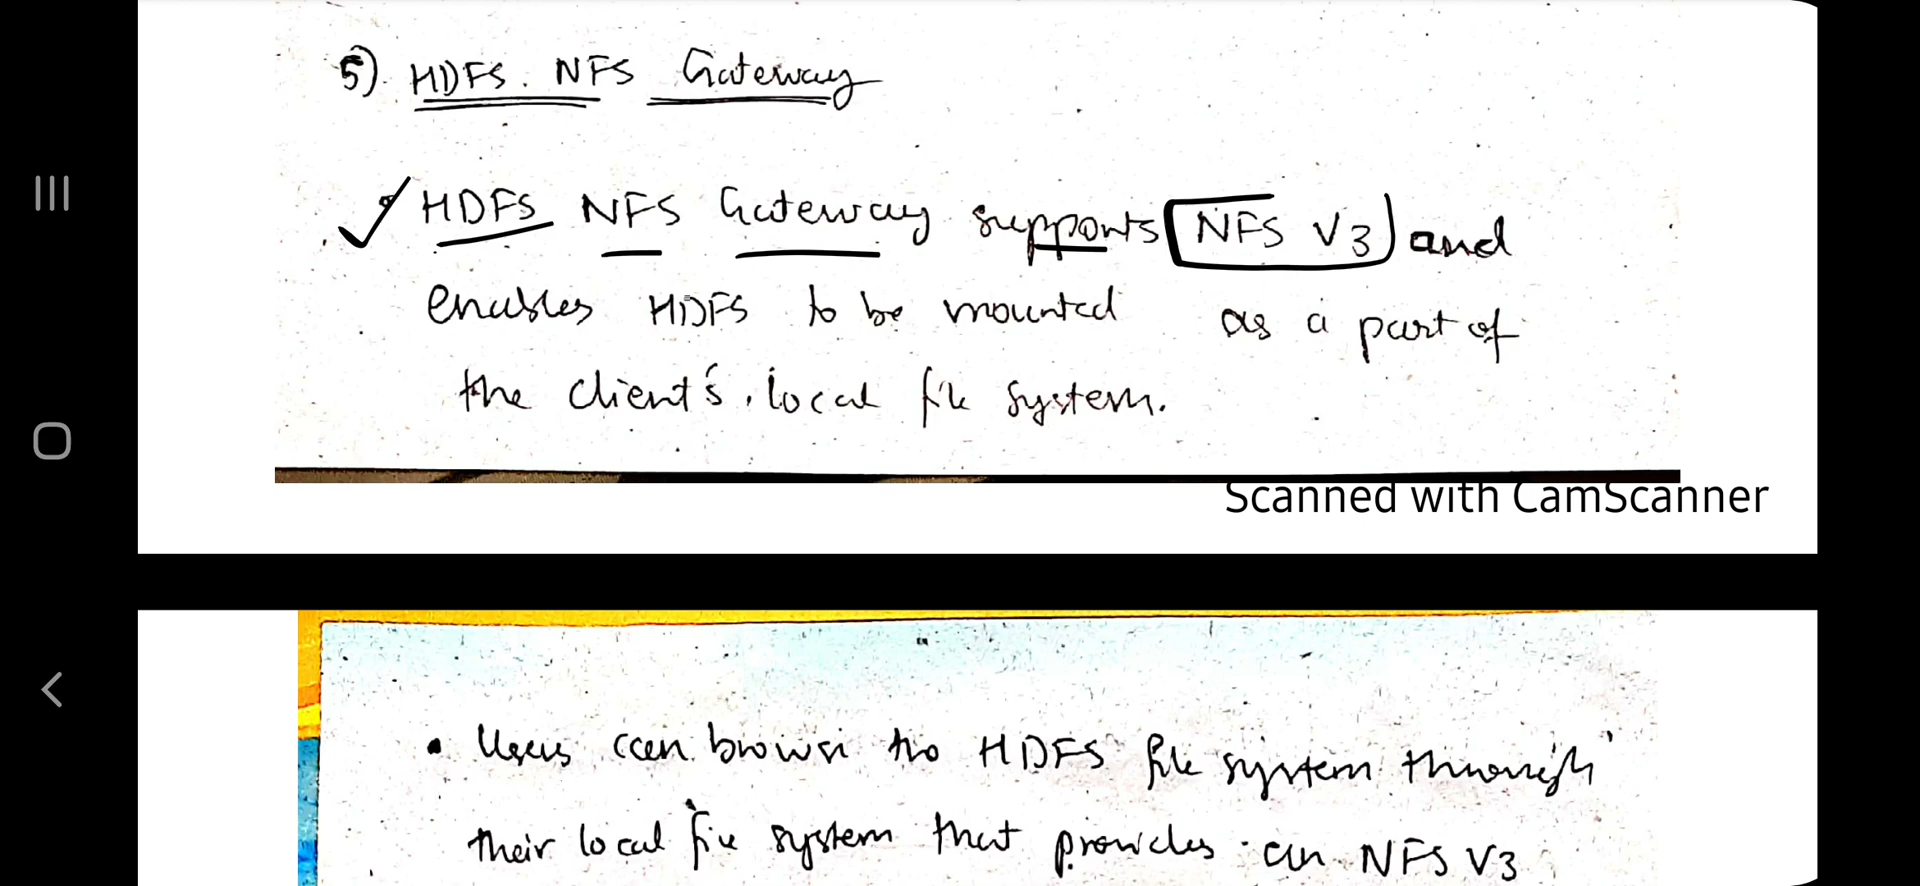 5) HDFS NFS Gateway
HDFS NFS Gateway supports NFS V3 and
enables HDFS to be mounted as a part of
the client's local file system.
Scanned with CamScanner
• Users can browse the HDFS file system through
their local file system that provides an NFS V3